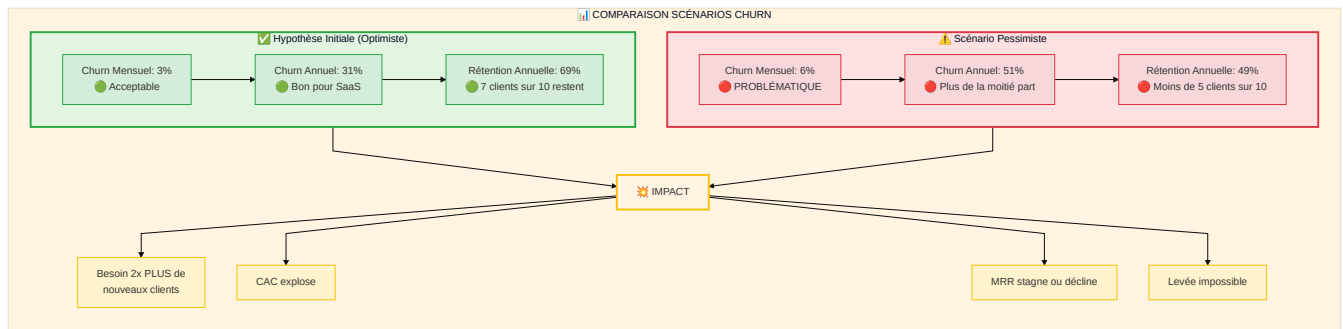 📊 COMPARAISON SCÉNARIOS CHURN
✅ Hypothèse Initiale (Optimiste)
Churn Mensuel: 3%
🟢 Acceptable
Churn Annuel: 31%
🟢 Bon pour SaaS
Rétention Annuelle: 69%
🟢 7 clients sur 10 restent
⚠️ Scénario Pessimiste
Churn Mensuel: 6%
🔴 PROBLÉMATIQUE
Churn Annuel: 51%
🔴 Plus de la moitié part
Rétention Annuelle: 49%
🔴 Moins de 5 clients sur 10
💥 IMPACT
Besoin 2x PLUS de
nouveaux clients
CAC explose
MRR stagne ou décline
Levée impossible